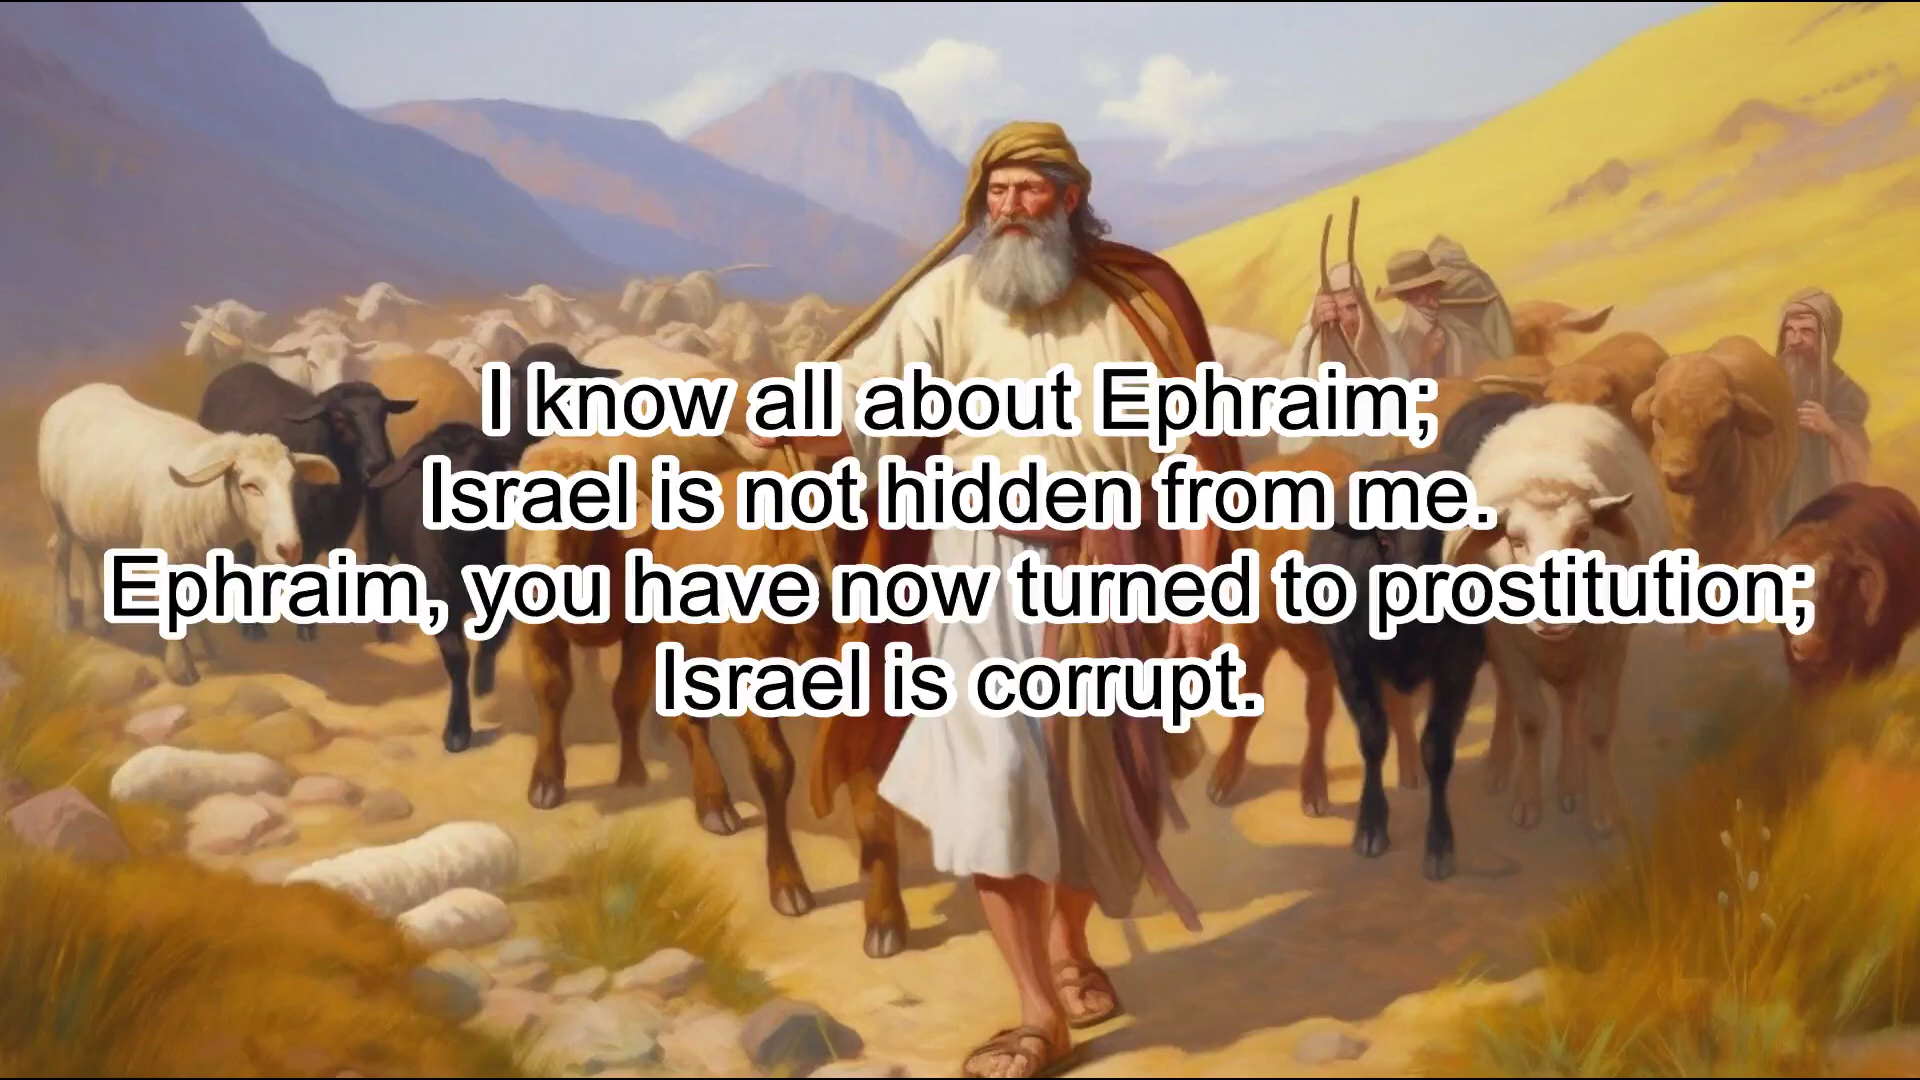 I know all about Ephraim;
Israel is not hidden from me.
Ephraim, you have now turned to prostitution;
Israel is corrupt.